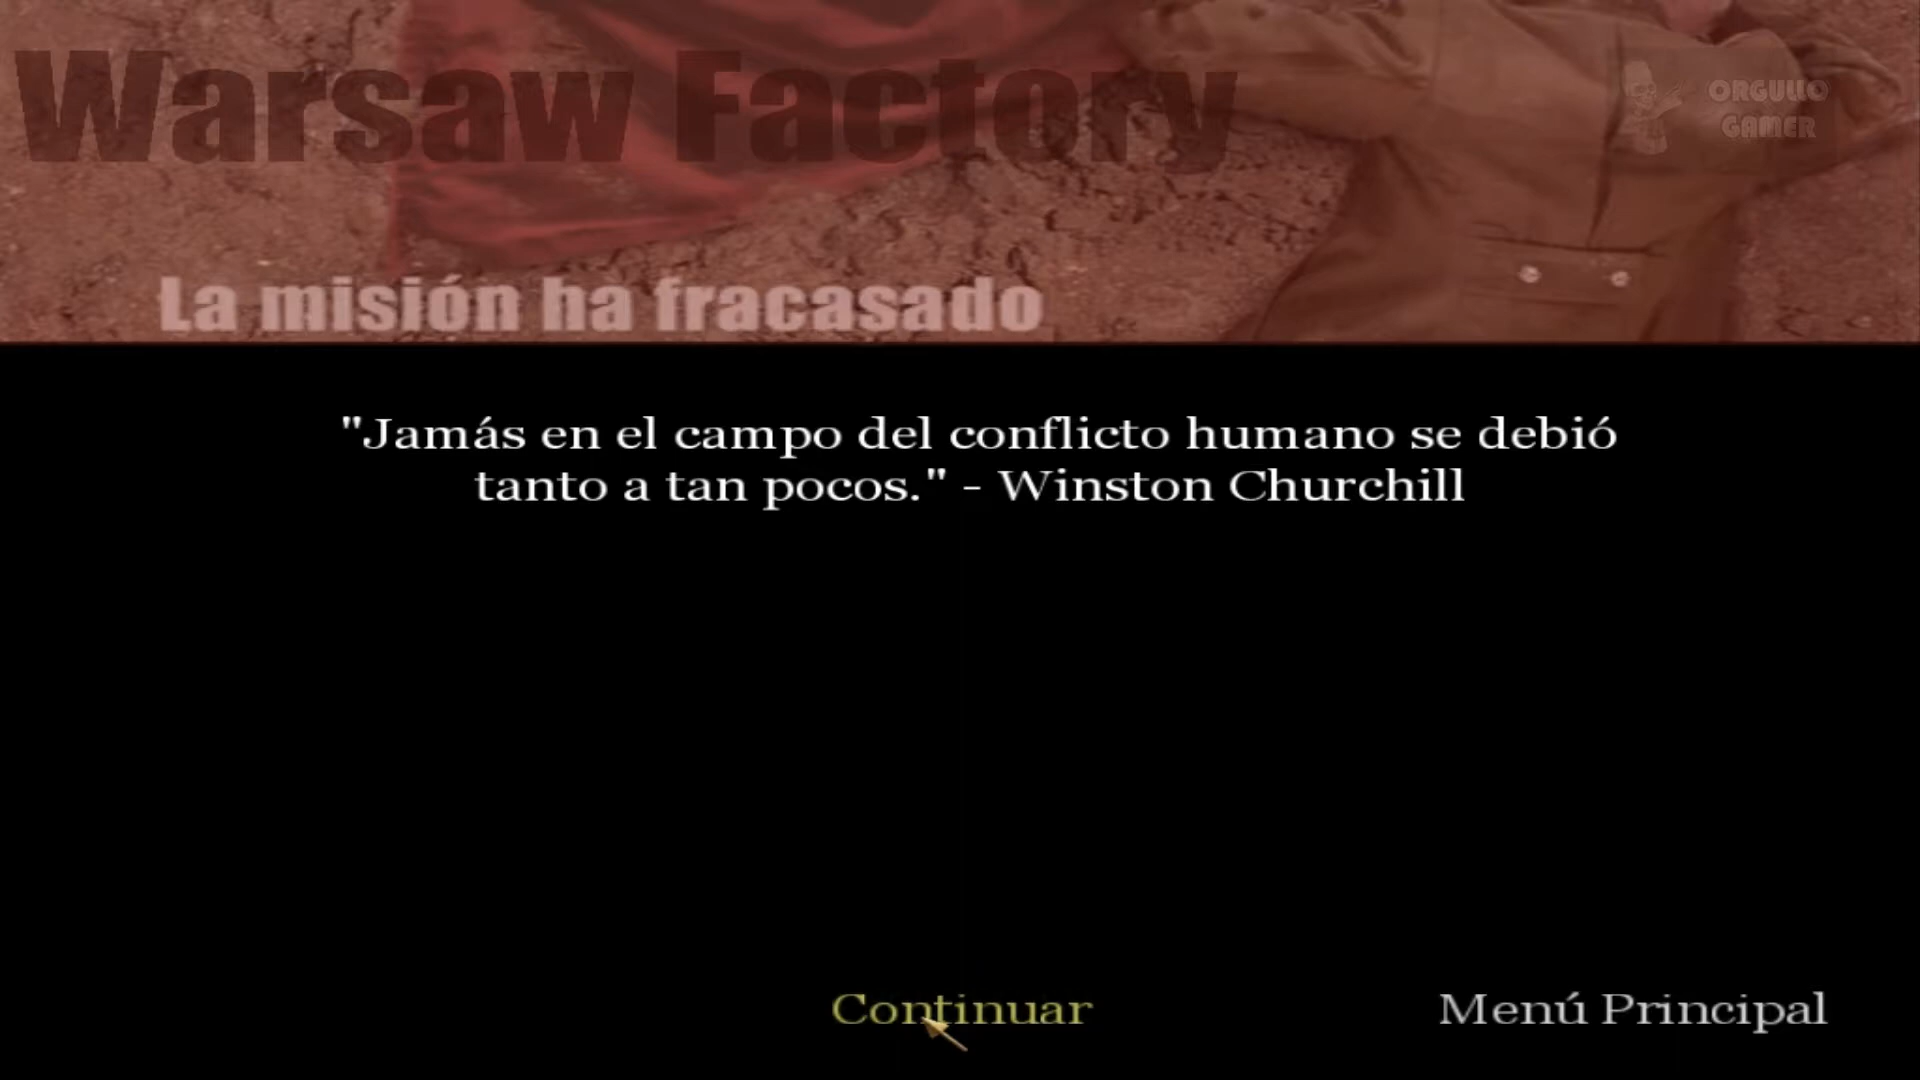 Warsaw Factory
ORGULLO
GAMER
La misión ha fracasado
"Jamás en el campo del conflicto humano se debió
tanto a tan pocos." - Winston Churchill
Continuar
Menú Principal